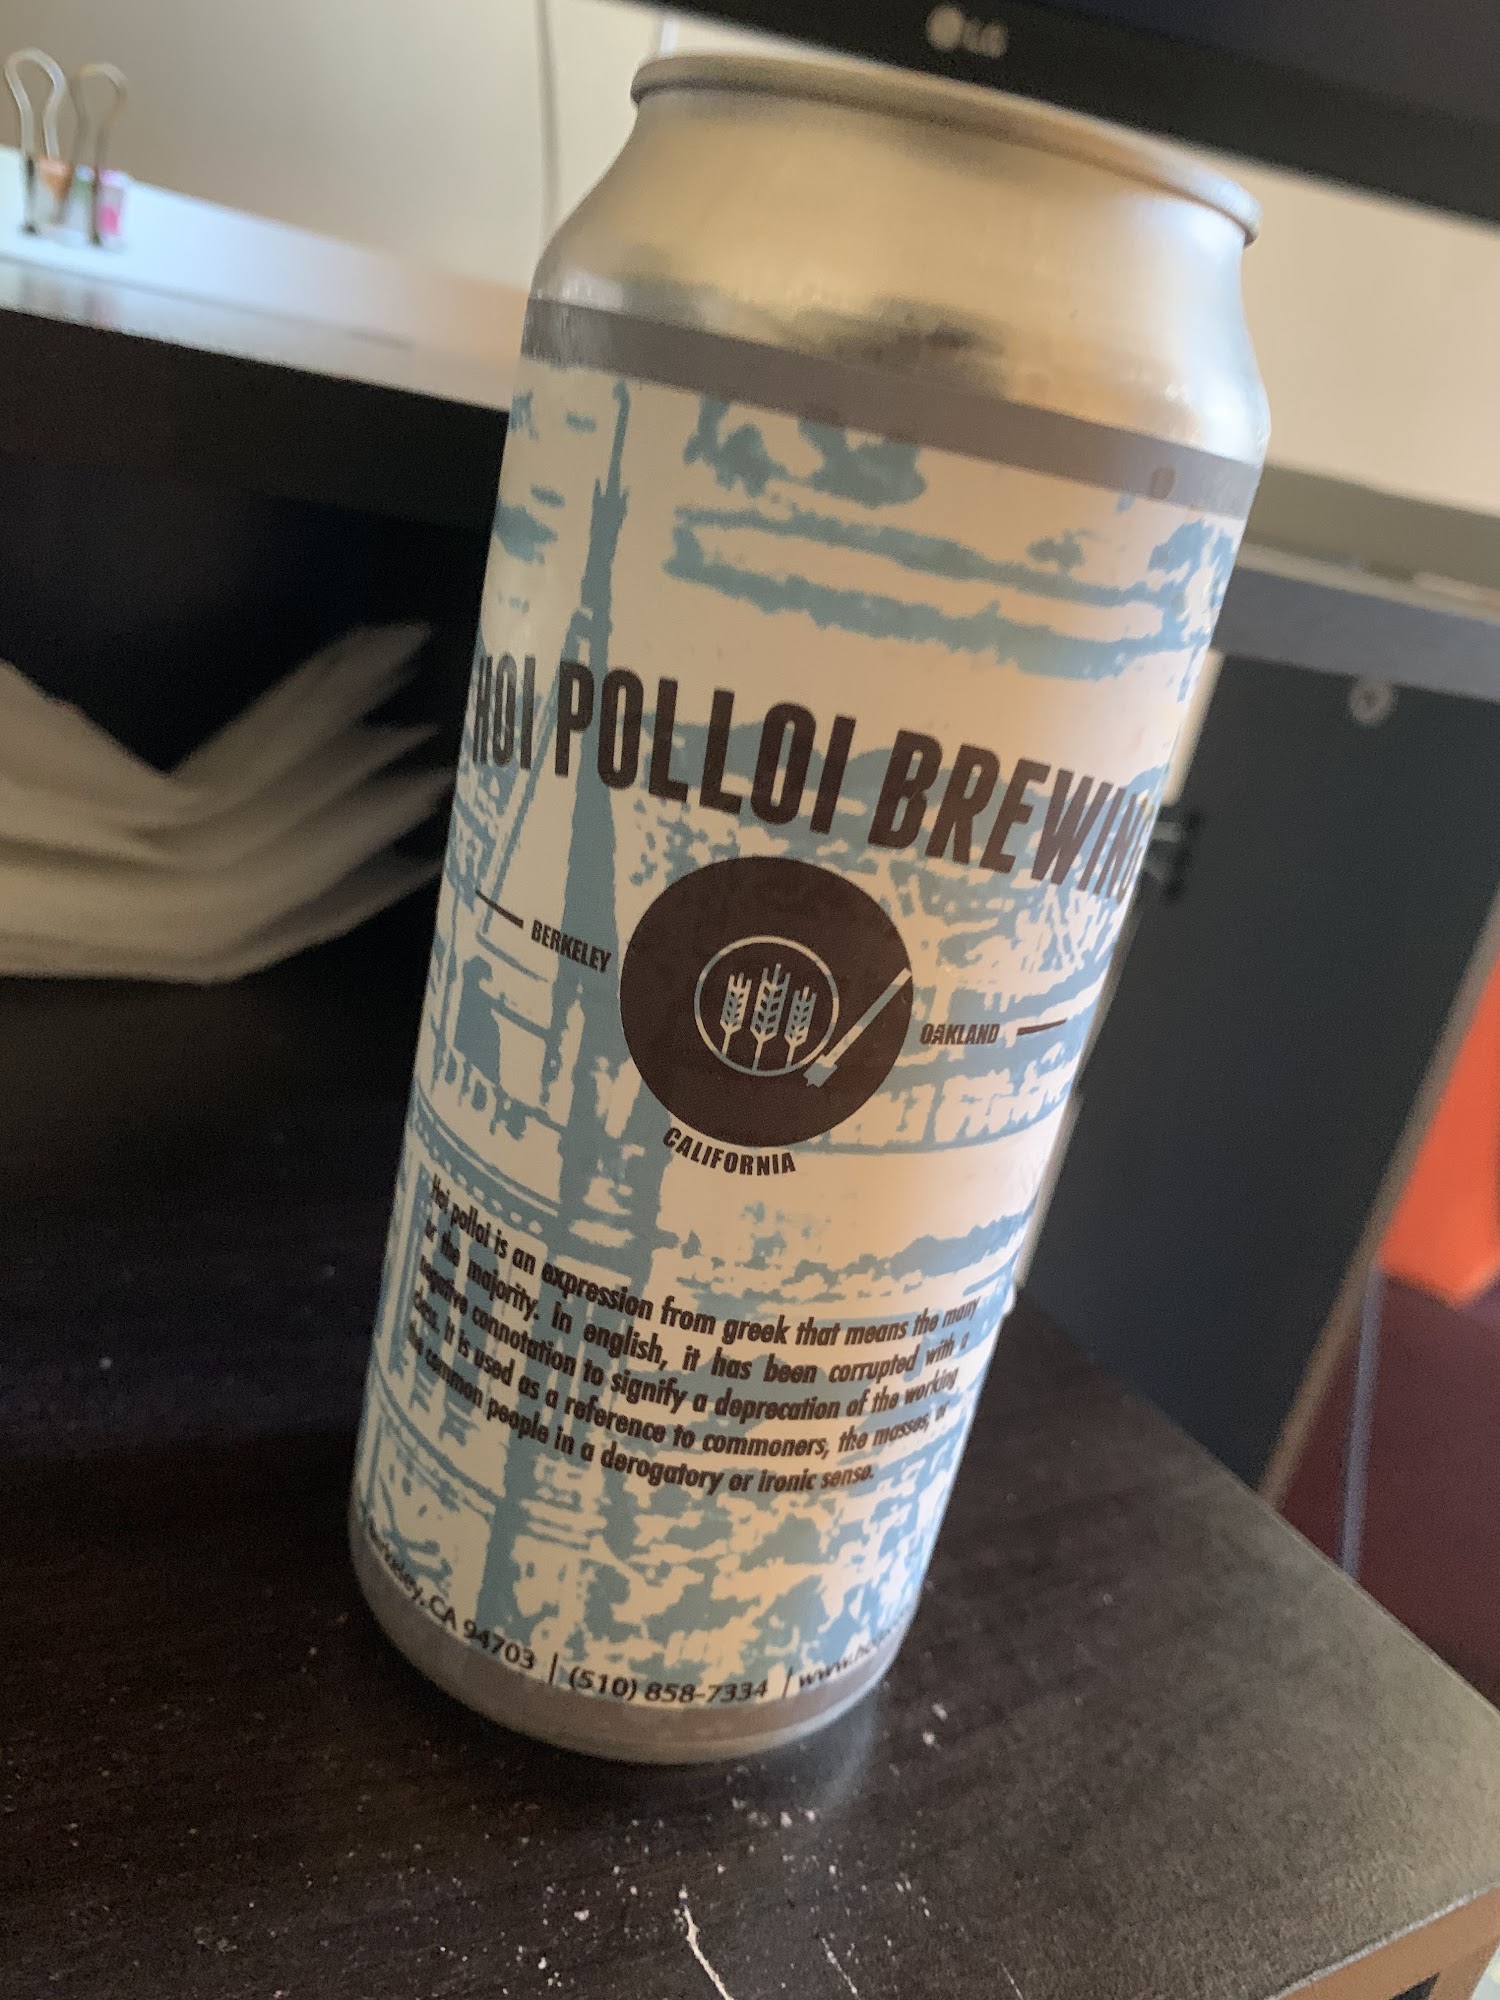 LG
HOI POLLOI BREWING
BERKELEY
OAKLAND
CALIFORNIA
Hoi polloi is an expression from greek that means the many
or the majority. In english, it has been corrupted with a
negative connotation to signify a deprecation of the working
class. It is used as a reference to commoners, the masses, or
the common people in a derogatory or ironic sense.
Berkeley, CA 94703 | (510) 858-7334 |